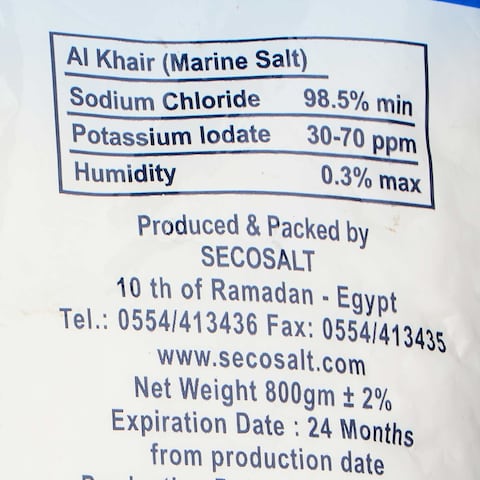 Al Khair (Marine Salt)
Sodium Chloride 98.5% min
Potassium Iodate 30-70 ppm
Humidity 0.3% max
Produced & Packed by
SECOSALT
10 th of Ramadan - Egypt
Tel.: 0554/413436 Fax: 0554/413435
www.secosalt.com
Net Weight 800gm ± 2%
Expiration Date : 24 Months
from production date